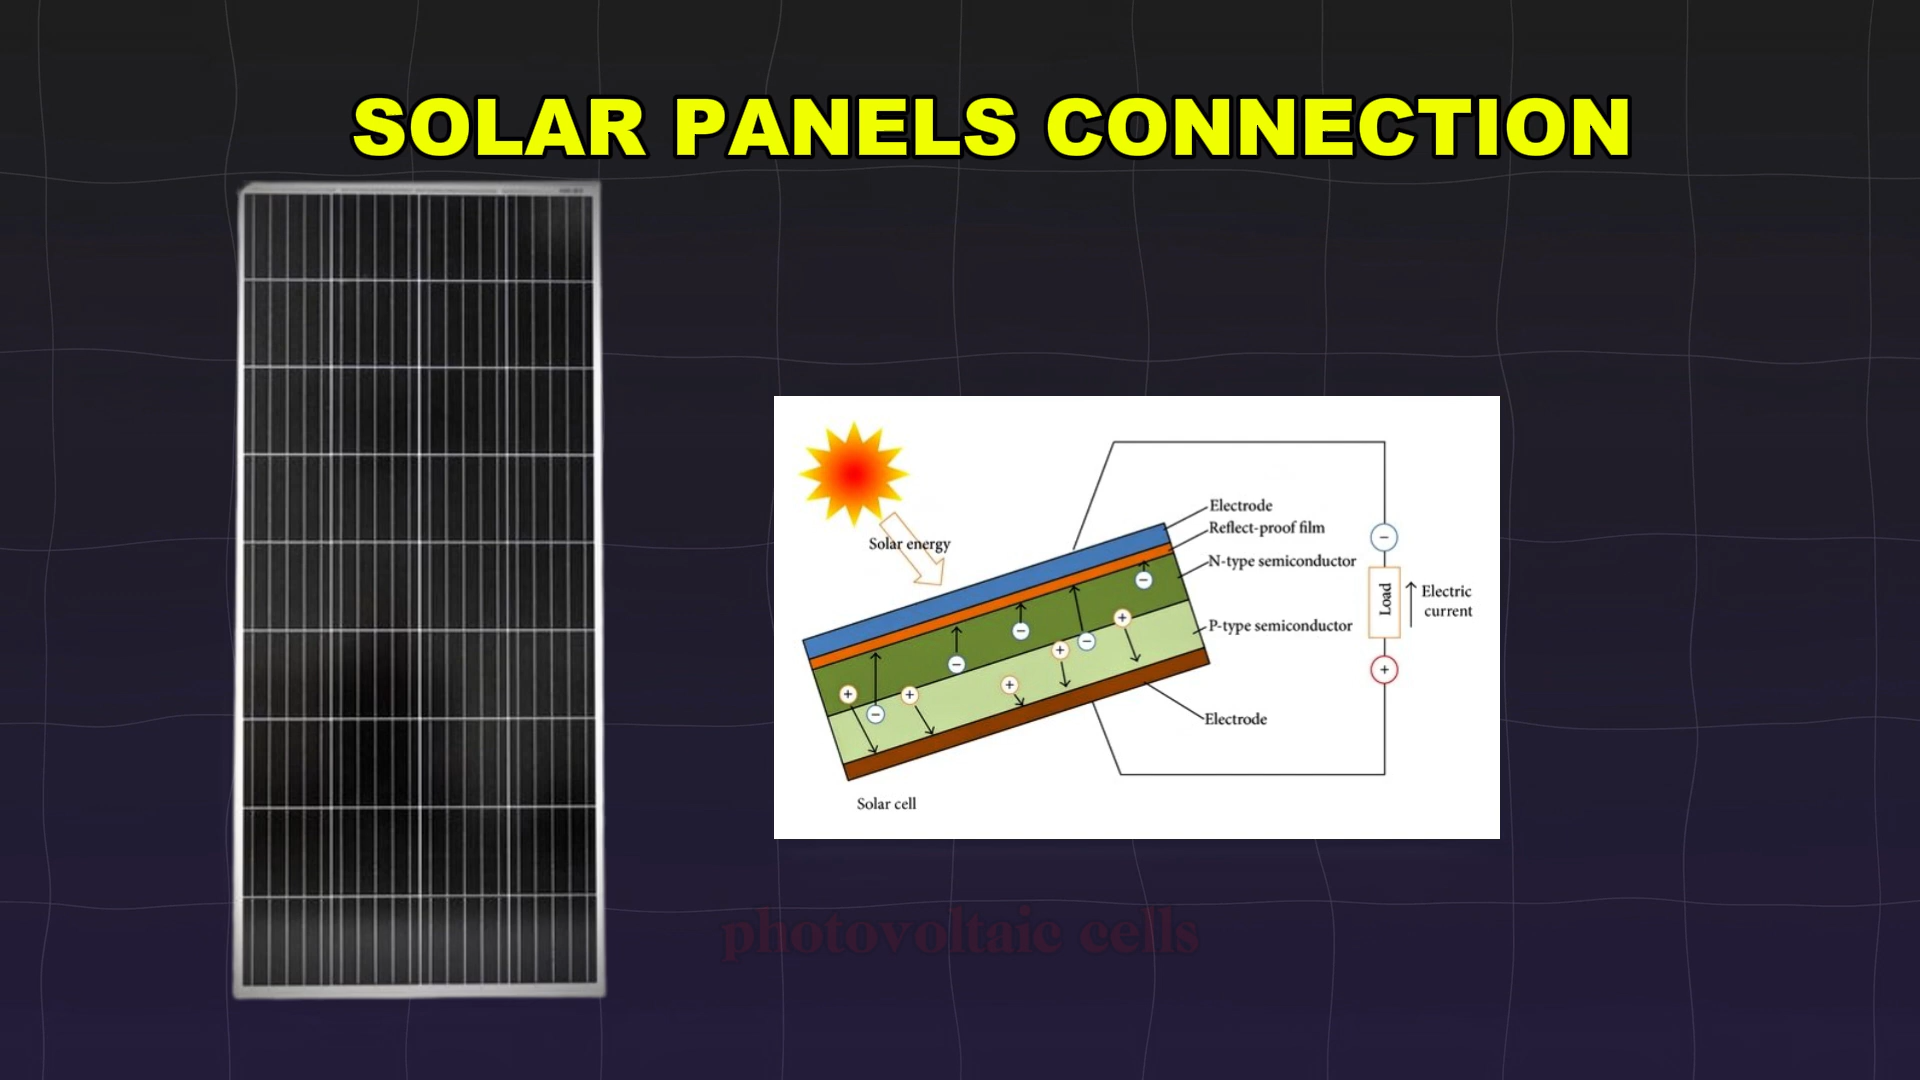 SOLAR PANELS CONNECTION
Solar energy
Electrode
Reflect-proof film
N-type semiconductor
P-type semiconductor
Electrode
Load
Electric
current
Solar cell
photovoltaic cells